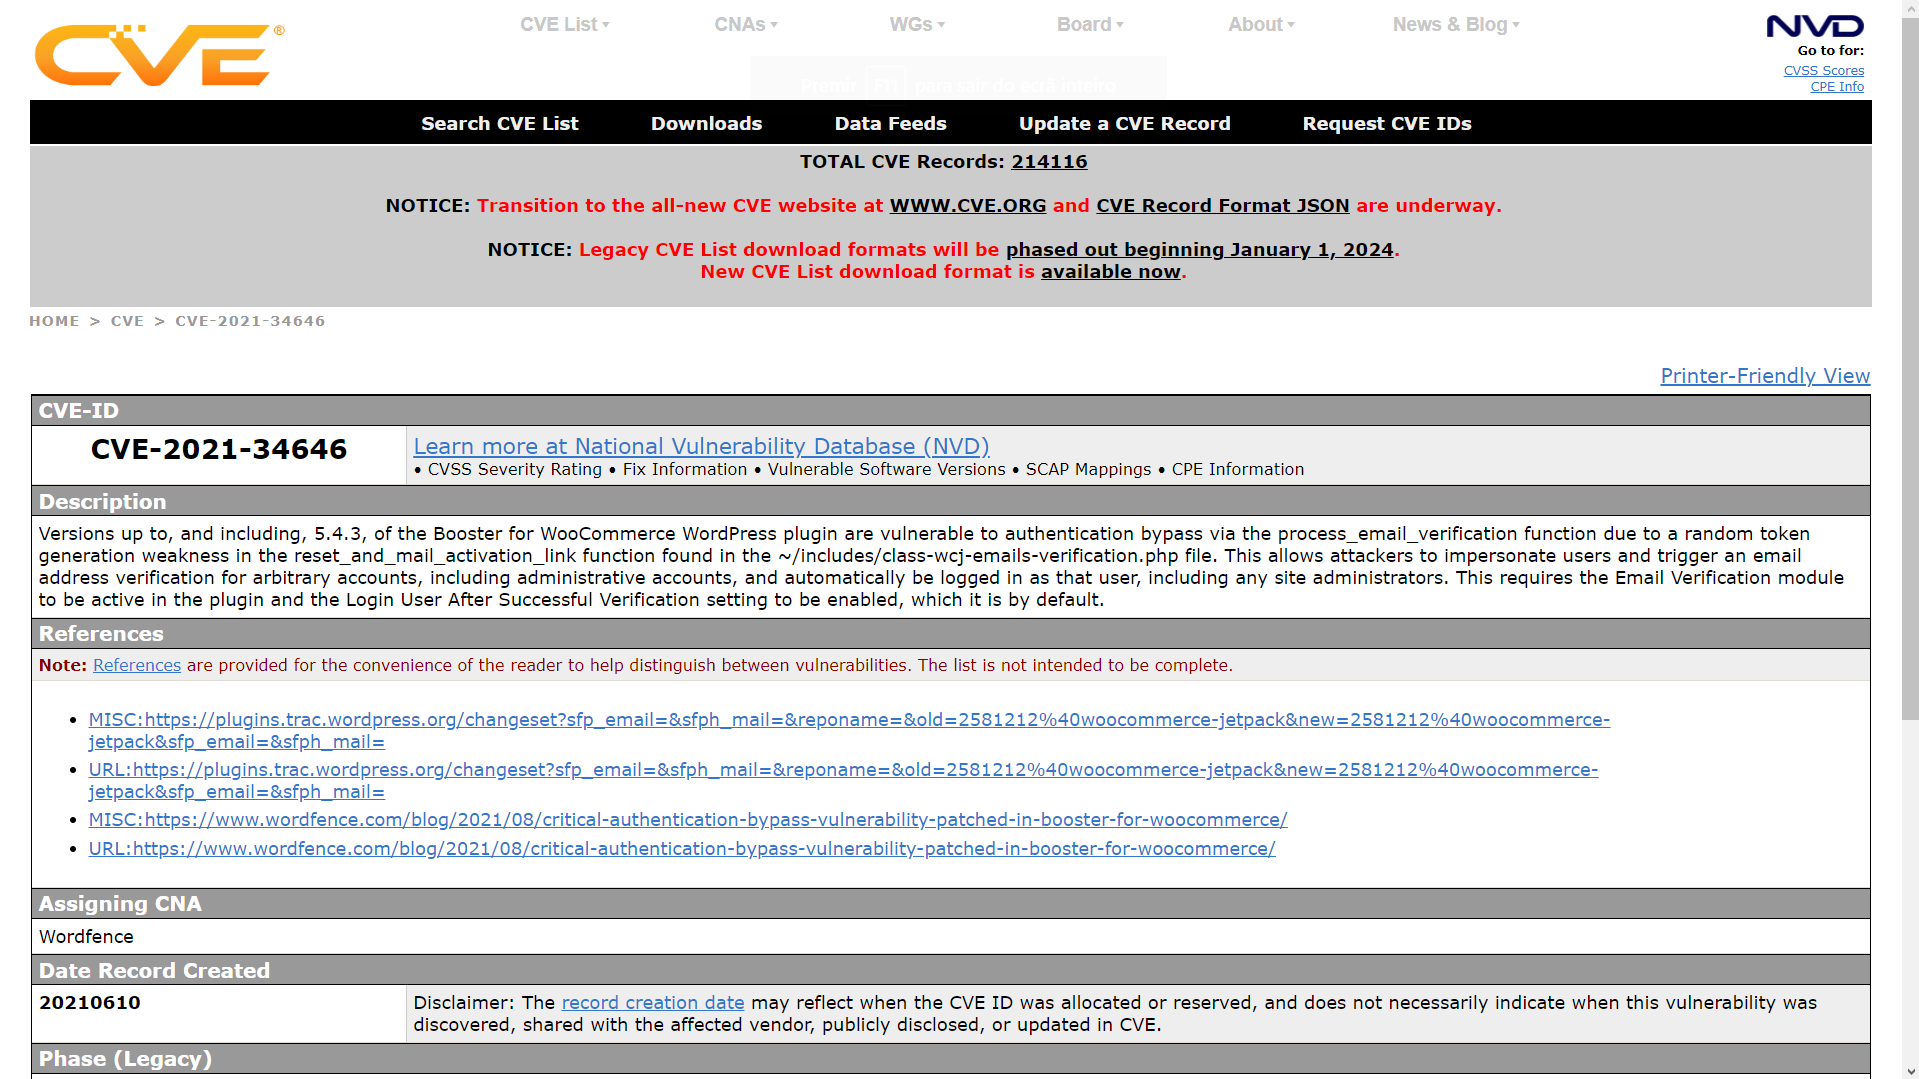 CVE®
CVE List
CNAs
WGs
Board
About
News & Blog
NVD
Go to for:
CVSS Scores
CPE Info
Premir F11 para sair do ecrã inteiro
Search CVE List
Downloads
Data Feeds
Update a CVE Record
Request CVE IDs
TOTAL CVE Records: 214116
NOTICE: Transition to the all-new CVE website at WWW.CVE.ORG and CVE Record Format JSON are underway.
NOTICE: Legacy CVE List download formats will be phased out beginning January 1, 2024.
New CVE List download format is available now.
HOME > CVE > CVE-2021-34646
Printer-Friendly View
CVE-ID
CVE-2021-34646
Learn more at National Vulnerability Database (NVD)
• CVSS Severity Rating • Fix Information • Vulnerable Software Versions • SCAP Mappings • CPE Information
Description
Versions up to, and including, 5.4.3, of the Booster for WooCommerce WordPress plugin are vulnerable to authentication bypass via the process_email_verification function due to a random token
generation weakness in the reset_and_mail_activation_link function found in the ~/includes/class-wcj-emails-verification.php file. This allows attackers to impersonate users and trigger an email
address verification for arbitrary accounts, including administrative accounts, and automatically be logged in as that user, including any site administrators. This requires the Email Verification module
to be active in the plugin and the Login User After Successful Verification setting to be enabled, which it is by default.
References
Note: References are provided for the convenience of the reader to help distinguish between vulnerabilities. The list is not intended to be complete.
• MISC:https://plugins.trac.wordpress.org/changeset?sfp_email=&sfph_mail=&reponame=&old=2581212%40woocommerce-jetpack&new=2581212%40woocommerce-
jetpack&sfp_email=&sfph_mail=
• URL:https://plugins.trac.wordpress.org/changeset?sfp_email=&sfph_mail=&reponame=&old=2581212%40woocommerce-jetpack&new=2581212%40woocommerce-
jetpack&sfp_email=&sfph_mail=
• MISC:https://www.wordfence.com/blog/2021/08/critical-authentication-bypass-vulnerability-patched-in-booster-for-woocommerce/
• URL:https://www.wordfence.com/blog/2021/08/critical-authentication-bypass-vulnerability-patched-in-booster-for-woocommerce/
Assigning CNA
Wordfence
Date Record Created
20210610
Disclaimer: The record creation date may reflect when the CVE ID was allocated or reserved, and does not necessarily indicate when this vulnerability was
discovered, shared with the affected vendor, publicly disclosed, or updated in CVE.
Phase (Legacy)